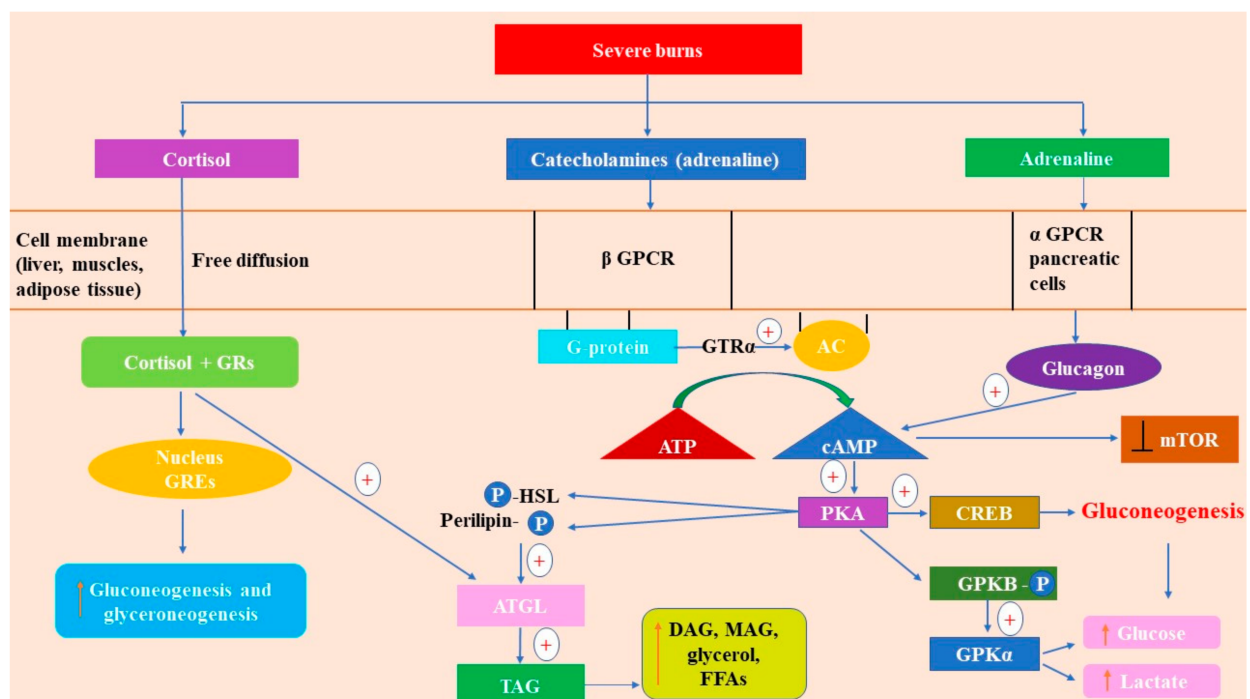 Severe burns
Cortisol
Catecholamines (adrenaline)
Adrenaline
Cell membrane
(liver, muscles,
adipose tissue)
Free diffusion
β GPCR
α GPCR
pancreatic
cells
Cortisol + GRs
G-protein
GTRα
+
AC
Glucagon
+
Nucleus
GREs
+
ATP
cAMP
⊥ mTOR
+
+
P-HSL
Perilipin- P
PKA
CREB
Gluconeogenesis
+
Gluconeogenesis and
glyceroneogenesis
ATGL
GPKB - P
+
+
DAG, MAG,
glycerol,
FFAs
GPKα
Glucose
TAG
Lactate